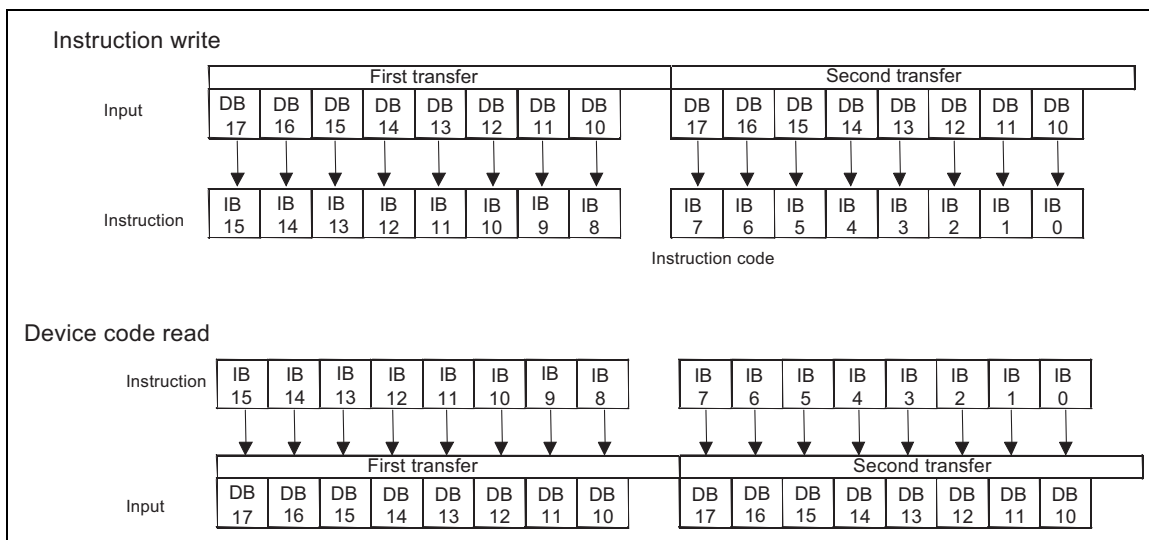 Instruction write
First transfer Second transfer
Input DB 17 DB 16 DB 15 DB 14 DB 13 DB 12 DB 11 DB 10 DB 17 DB 16 DB 15 DB 14 DB 13 DB 12 DB 11 DB 10
Instruction IB 15 IB 14 IB 13 IB 12 IB 11 IB 10 IB 9 IB 8 IB 7 IB 6 IB 5 IB 4 IB 3 IB 2 IB 1 IB 0
Instruction code
Device code read
Instruction IB 15 IB 14 IB 13 IB 12 IB 11 IB 10 IB 9 IB 8 IB 7 IB 6 IB 5 IB 4 IB 3 IB 2 IB 1 IB 0
First transfer Second transfer
Input DB 17 DB 16 DB 15 DB 14 DB 13 DB 12 DB 11 DB 10 DB 17 DB 16 DB 15 DB 14 DB 13 DB 12 DB 11 DB 10